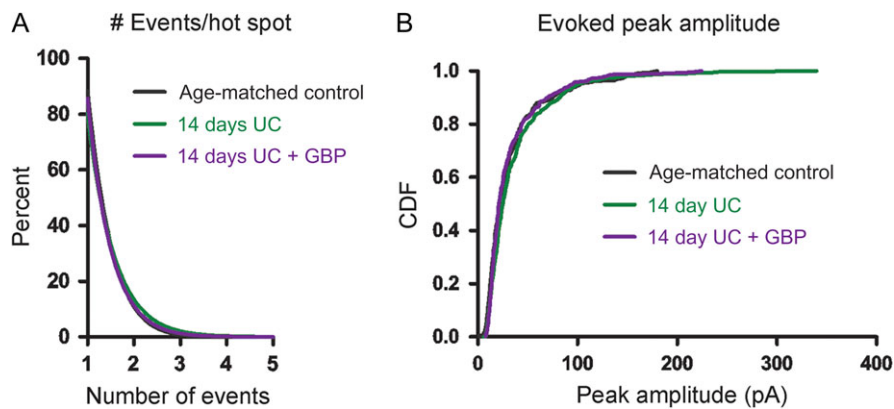 A
# Events/hot spot
Percent
100
80
60
40
20
0
Age-matched control
14 days UC
14 days UC + GBP
1 2 3 4 5
Number of events
B
Evoked peak amplitude
CDF
1.0
0.8
0.6
0.4
0.2
0.0
Age-matched control
14 day UC
14 day UC + GBP
0 100 200 300 400
Peak amplitude (pA)